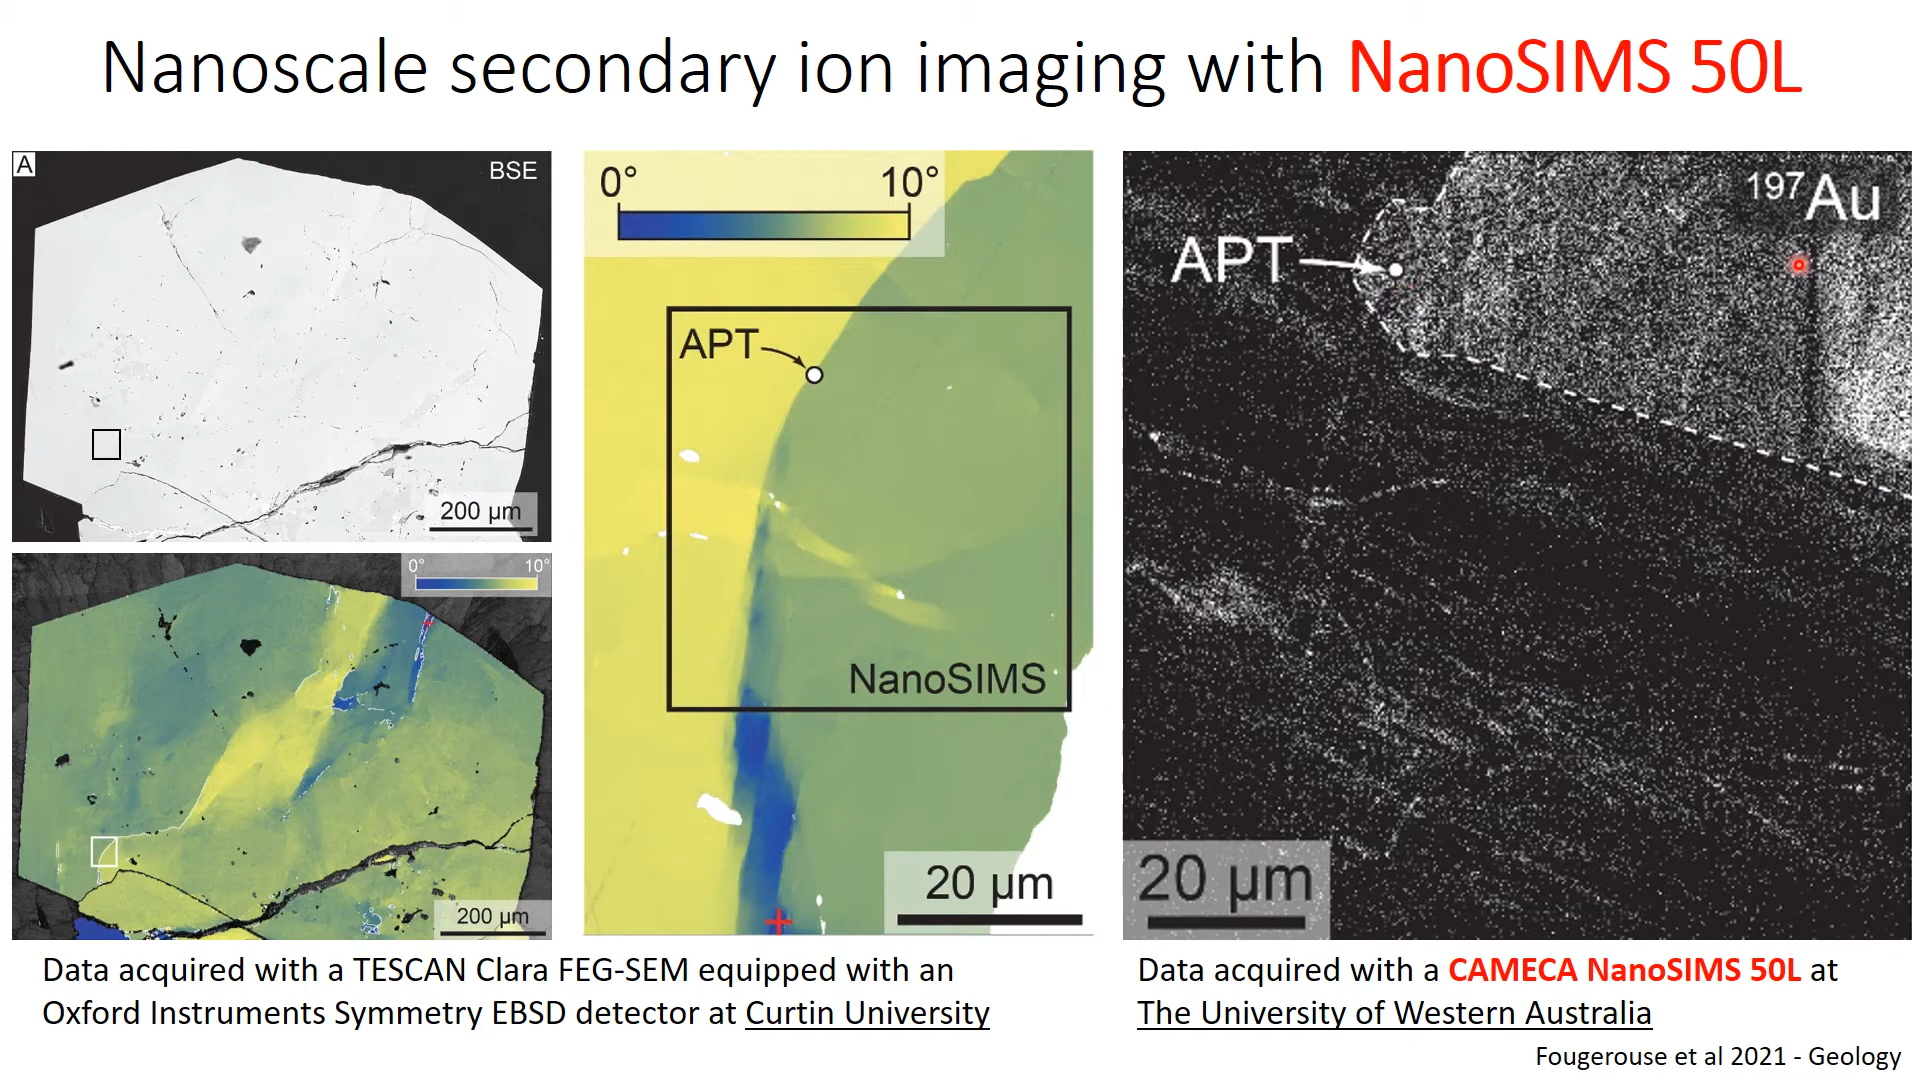 Nanoscale secondary ion imaging with NanoSIMS 50L
A
BSE
200 µm
0°
10°
200 µm
0°
10°
APT
NanoSIMS
20 µm
¹⁹⁷Au
APT
20 µm
Data acquired with a TESCAN Clara FEG-SEM equipped with an
Oxford Instruments Symmetry EBSD detector at Curtin University
Data acquired with a CAMECA NanoSIMS 50L at
The University of Western Australia
Fougerouse et al 2021 - Geology